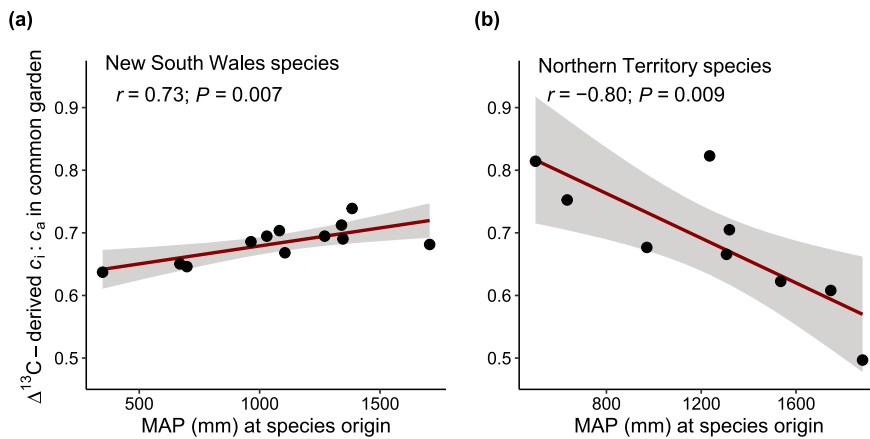 (a)
New South Wales species
r = 0.73; P = 0.007
Δ¹³C−derived cᵢ : cₐ in common garden
0.9
0.8
0.7
0.6
0.5
500
1000
1500
MAP (mm) at species origin
(b)
Northern Territory species
r = −0.80; P = 0.009
0.9
0.8
0.7
0.6
0.5
800
1200
1600
MAP (mm) at species origin